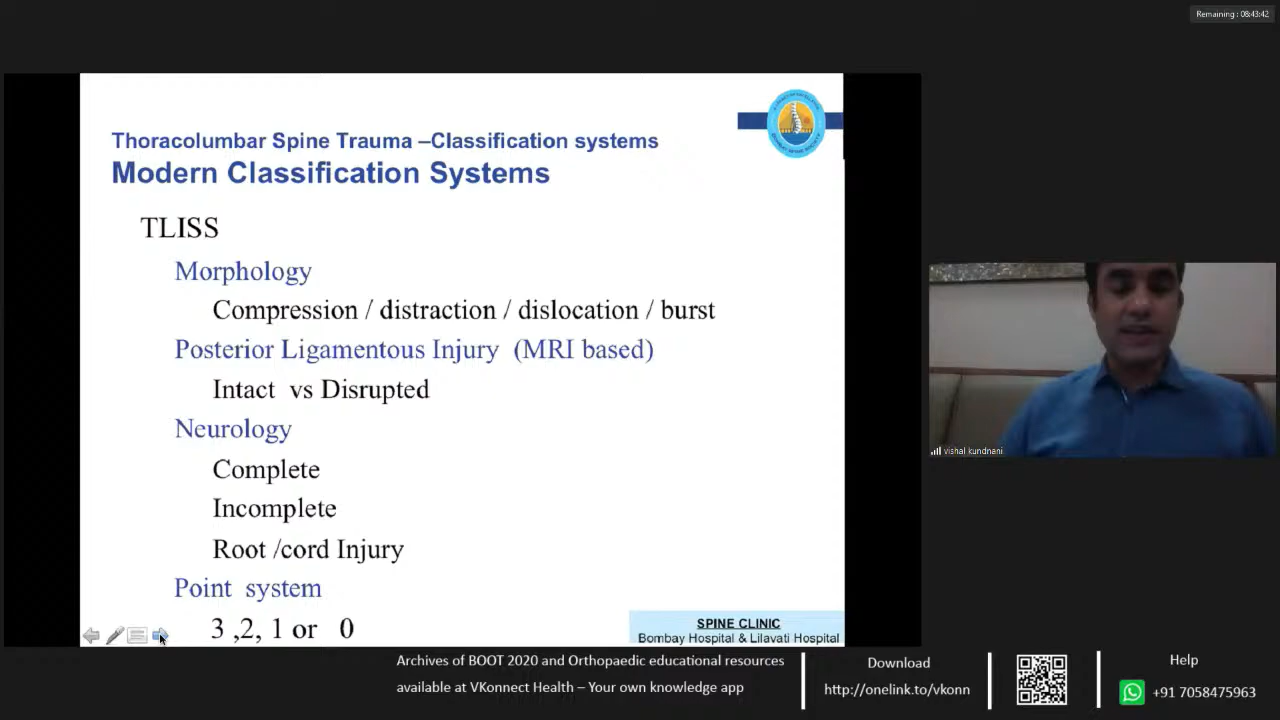 Remaining : 08:43:42
Thoracolumbar Spine Trauma –Classification systems
Modern Classification Systems
TLISS
Morphology
Compression / distraction / dislocation / burst
Posterior Ligamentous Injury (MRI based)
Intact vs Disrupted
Neurology
Complete
Incomplete
Root /cord Injury
Point system
3 ,2, 1 or 0
SPINE CLINIC
Bombay Hospital & Lilavati Hospital
vishal kundnani
Archives of BOOT 2020 and Orthopaedic educational resources
available at VKonnect Health – Your own knowledge app
Download
http://onelink.to/vkonn
Help
+91 7058475963